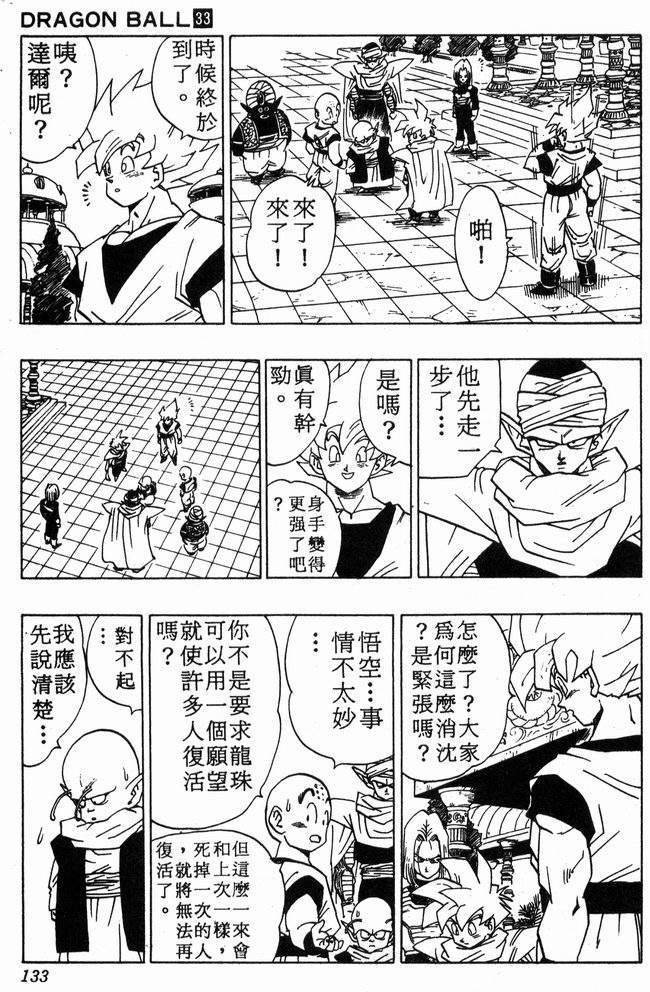 DRAGON BALL 33
啪！
來了！
來了！
時候終於
到了。
咦？
達爾呢？
他先走一
步了…
是嗎？
眞有幹
勁。
身手變得
更强了吧
？
怎麼了？大家
爲何這麼消沈
？是緊張嗎？
悟空…事
情不太妙
…
你不是要求龍珠
可以用一個願望
就使許多人復活
嗎？
但這麼一來會
和上次一樣，
死掉一次的人
，就將無法再
復活了。
對不起
…
我應該
先說清楚…
133